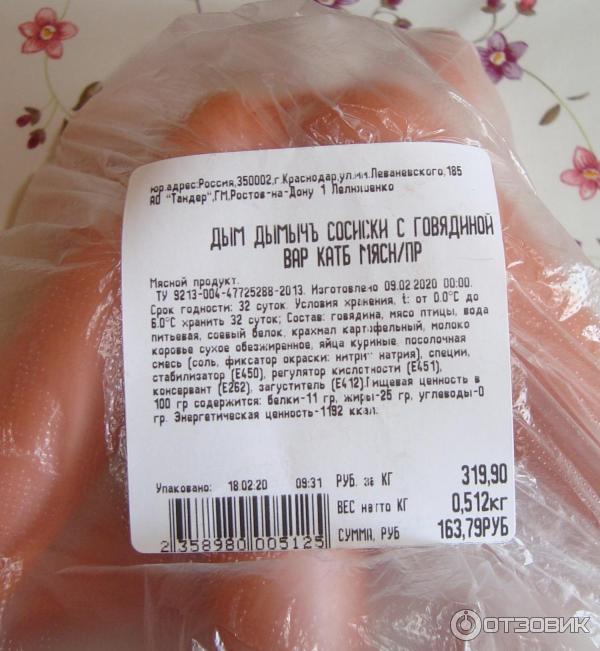 юр.адрес:Россия,350002,г.Краснодар,ул.им.Леваневского,185
АО "Тандер",ГМ,Ростов-на-Дону 1 Лелюшенко
ДЫМ ДЫМЫЧЪ СОСИСКИ С ГОВЯДИНОЙ
ВАР КАТБ МЯСН/ПР
Мясной продукт.
ТУ 9213-004-47725288-2013. Изготовлено 09.02.2020 00:00.
Срок годности: 32 суток. Условия хранения, t: от 0.0°С до
6.0°С хранить 32 суток; Состав: говядина, мясо птицы, вода
питьевая, соевый белок, крахмал картофельный, молоко
коровье сухое обезжиренное, яйца куриные, посолочная
смесь (соль, фиксатор окраски: нитрит натрия), специи,
стабилизатор (Е450), регулятор кислотности (Е451),
консервант (Е262), загуститель (Е412).Пищевая ценность в
100 гр содержится: белки-11 гр, жиры-25 гр, углеводы-0
гр. Энергетическая ценность-1192 ккал.
Упаковано: 18.02.20 09:31 РУБ. за КГ 319,90
ВЕС нетто КГ 0,512кг
СУММА, РУБ 163,79РУБ
2 358980 005125
ОТЗОВИК